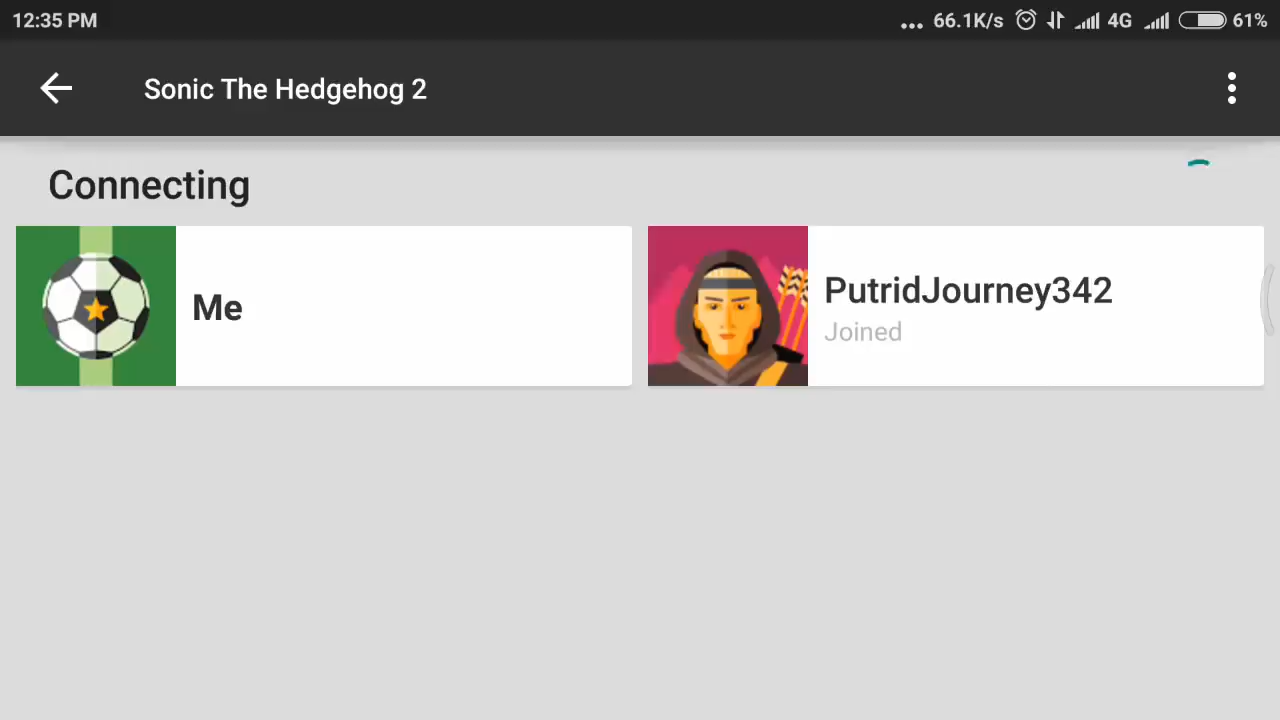 12:35 PM
... 66.1K/s 4G 61%
Sonic The Hedgehog 2
Connecting
Me
PutridJourney342
Joined